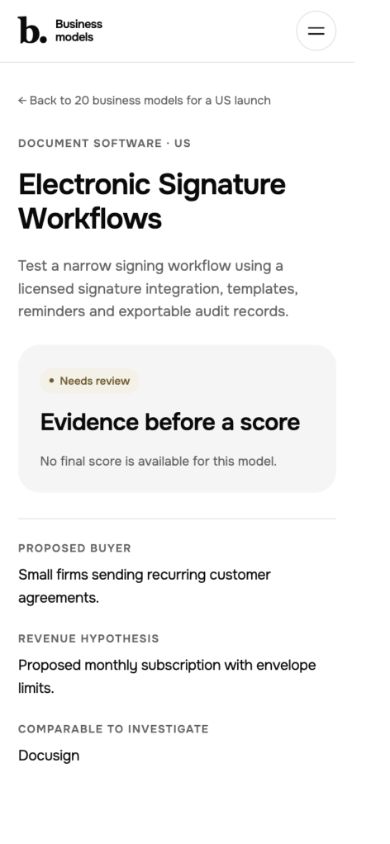 b. Business
models
← Back to 20 business models for a US launch
DOCUMENT SOFTWARE · US
Electronic Signature
Workflows
Test a narrow signing workflow using a
licensed signature integration, templates,
reminders and exportable audit records.
Needs review
Evidence before a score
No final score is available for this model.
PROPOSED BUYER
Small firms sending recurring customer
agreements.
REVENUE HYPOTHESIS
Proposed monthly subscription with envelope
limits.
COMPARABLE TO INVESTIGATE
Docusign